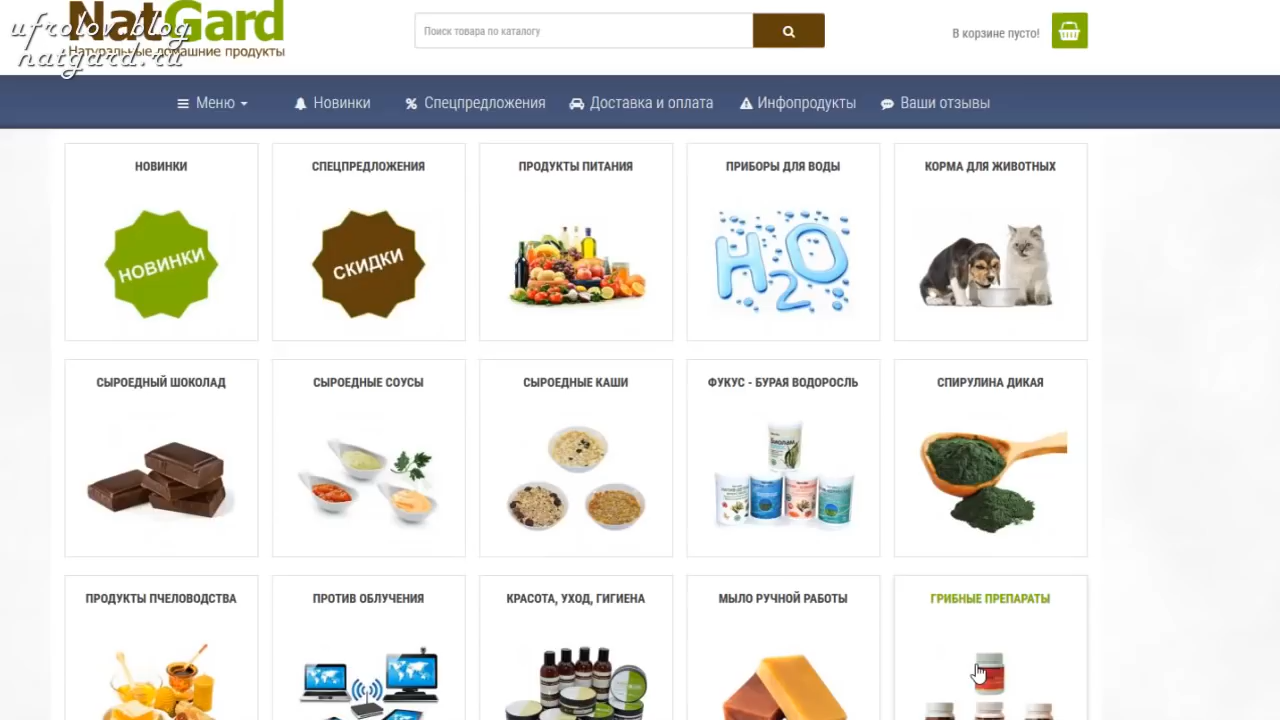 NatGard
Натуральные домашние продукты
ufrolov.blog
natgard.ru
Поиск товара по каталогу
В корзине пусто!
Меню
Новинки
Спецпредложения
Доставка и оплата
Инфопродукты
Ваши отзывы
НОВИНКИ
СПЕЦПРЕДЛОЖЕНИЯ
ПРОДУКТЫ ПИТАНИЯ
ПРИБОРЫ ДЛЯ ВОДЫ
КОРМА ДЛЯ ЖИВОТНЫХ
НОВИНКИ
СКИДКИ
H2O
СЫРОЕДНЫЙ ШОКОЛАД
СЫРОЕДНЫЕ СОУСЫ
СЫРОЕДНЫЕ КАШИ
ФУКУС - БУРАЯ ВОДОРОСЛЬ
СПИРУЛИНА ДИКАЯ
ПРОДУКТЫ ПЧЕЛОВОДСТВА
ПРОТИВ ОБЛУЧЕНИЯ
КРАСОТА, УХОД, ГИГИЕНА
МЫЛО РУЧНОЙ РАБОТЫ
ГРИБНЫЕ ПРЕПАРАТЫ